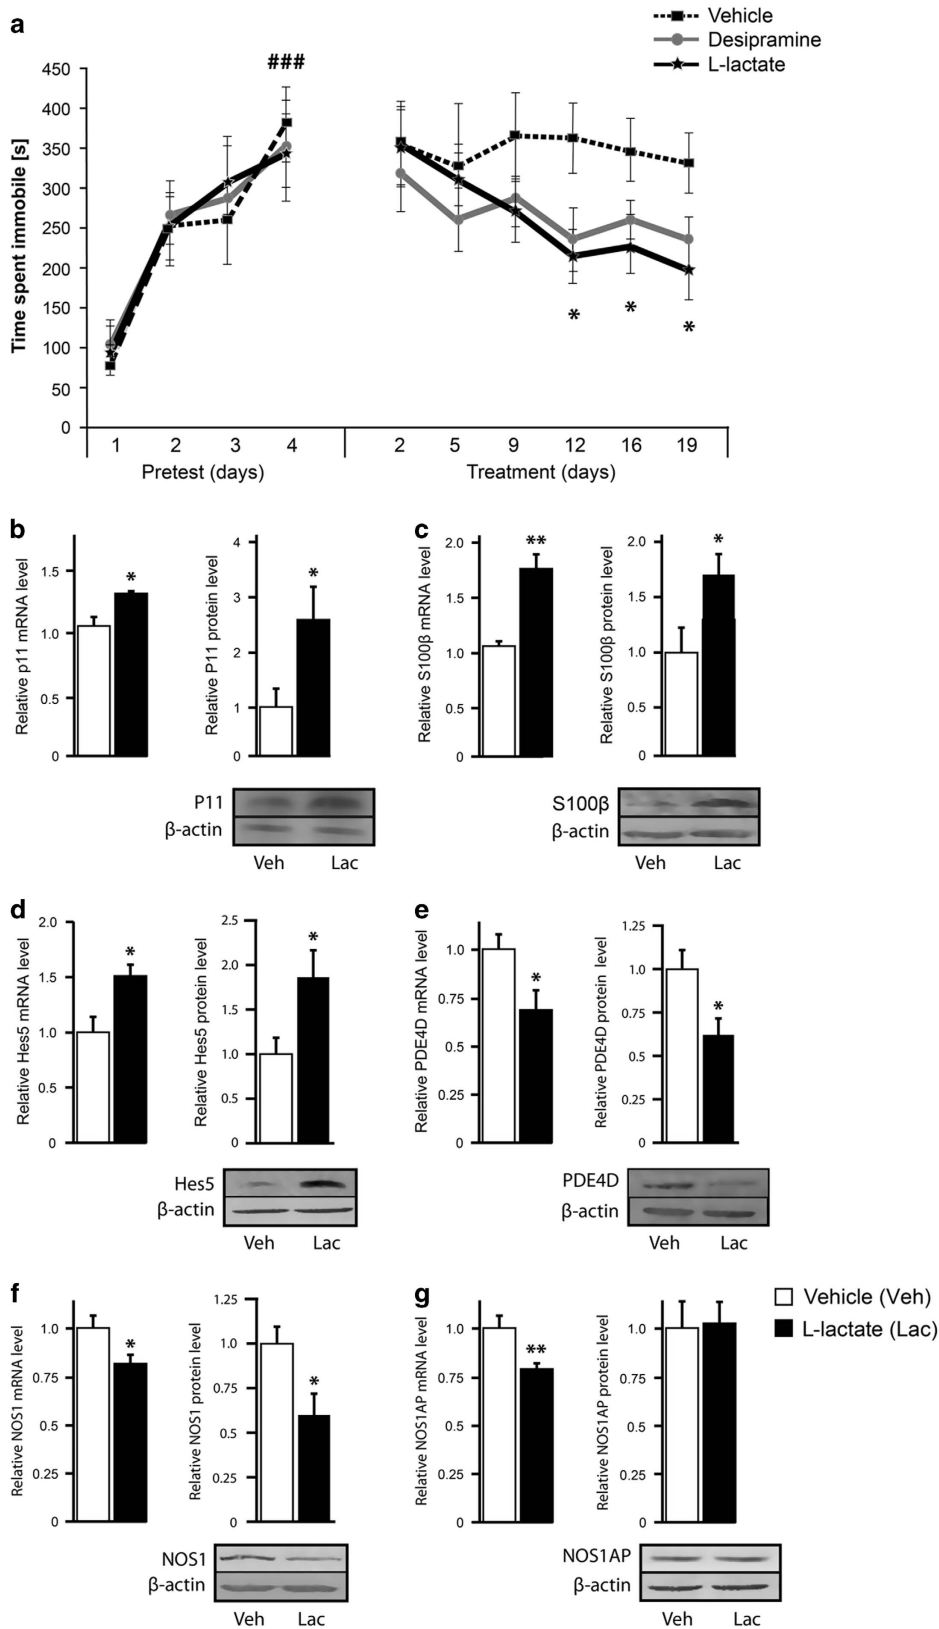 a
Vehicle
Desipramine
L-lactate
###
Time spent immobile [s]
450
400
350
300
250
200
150
100
50
0
* * *
1 2 3 4 2 5 9 12 16 19
Pretest (days) Treatment (days)
b
Relative p11 mRNA level
1.5
1.0
0.5
0
*
Relative P11 protein level
4
3
2
1
0
*
P11
β-actin
Veh Lac
c
Relative S100β mRNA level
2.0
1.5
1.0
0.5
0
**
Relative S100β protein level
2.0
1.5
1.0
0.5
0
*
S100β
β-actin
Veh Lac
d
Relative Hes5 mRNA level
2.0
1.5
1.0
0.5
0
*
Relative Hes5 protein level
2.5
2.0
1.5
1.0
0.5
0
*
Hes5
β-actin
Veh Lac
e
Relative PDE4D mRNA level
1.0
0.75
0.5
0.25
0
*
Relative PDE4D protein level
1.25
1.0
0.75
0.5
0.25
0
*
PDE4D
β-actin
Veh Lac
f
Relative NOS1 mRNA level
1.0
0.75
0.5
0.25
0
*
Relative NOS1 protein level
1.25
1.0
0.75
0.5
0.25
0
*
NOS1
β-actin
Veh Lac
g
Relative NOS1AP mRNA level
1.0
0.75
0.5
0.25
0
**
Relative NOS1AP protein level
1.0
0.75
0.5
0.25
0
Vehicle (Veh)
L-lactate (Lac)
NOS1AP
β-actin
Veh Lac